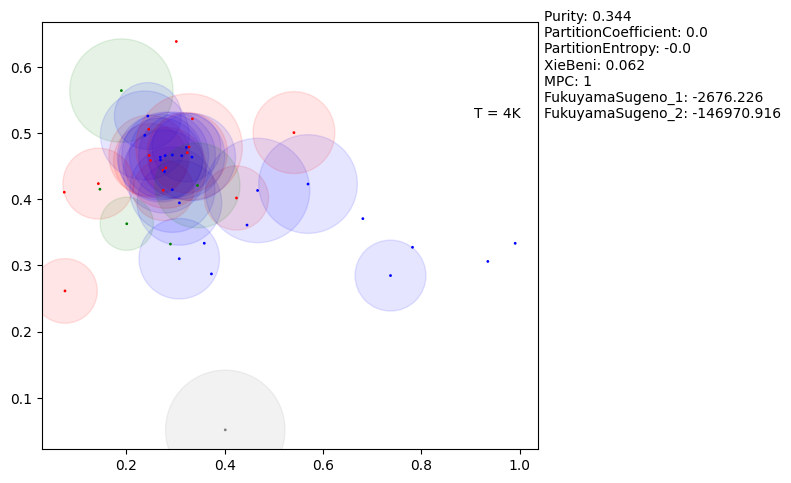 Purity: 0.344
PartitionCoefficient: 0.0
PartitionEntropy: -0.0
XieBeni: 0.062
MPC: 1
FukuyamaSugeno_1: -2676.226
FukuyamaSugeno_2: -146970.916
T = 4K
0.6
0.5
0.4
0.3
0.2
0.1
0.2
0.4
0.6
0.8
1.0